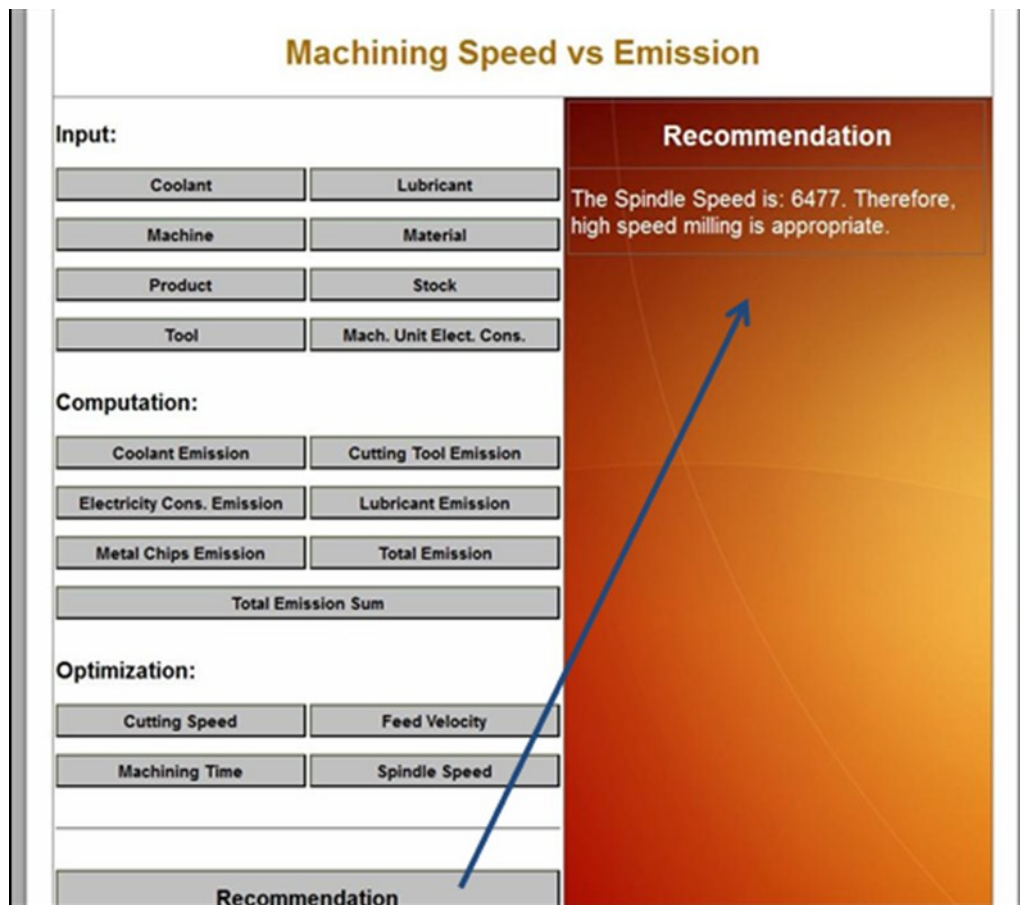 Machining Speed vs Emission
Input:
Coolant
Lubricant
Machine
Material
Product
Stock
Tool
Mach. Unit Elect. Cons.
Computation:
Coolant Emission
Cutting Tool Emission
Electricity Cons. Emission
Lubricant Emission
Metal Chips Emission
Total Emission
Total Emission Sum
Optimization:
Cutting Speed
Feed Velocity
Machining Time
Spindle Speed
Recommendation
Recommendation
The Spindle Speed is: 6477. Therefore,
high speed milling is appropriate.